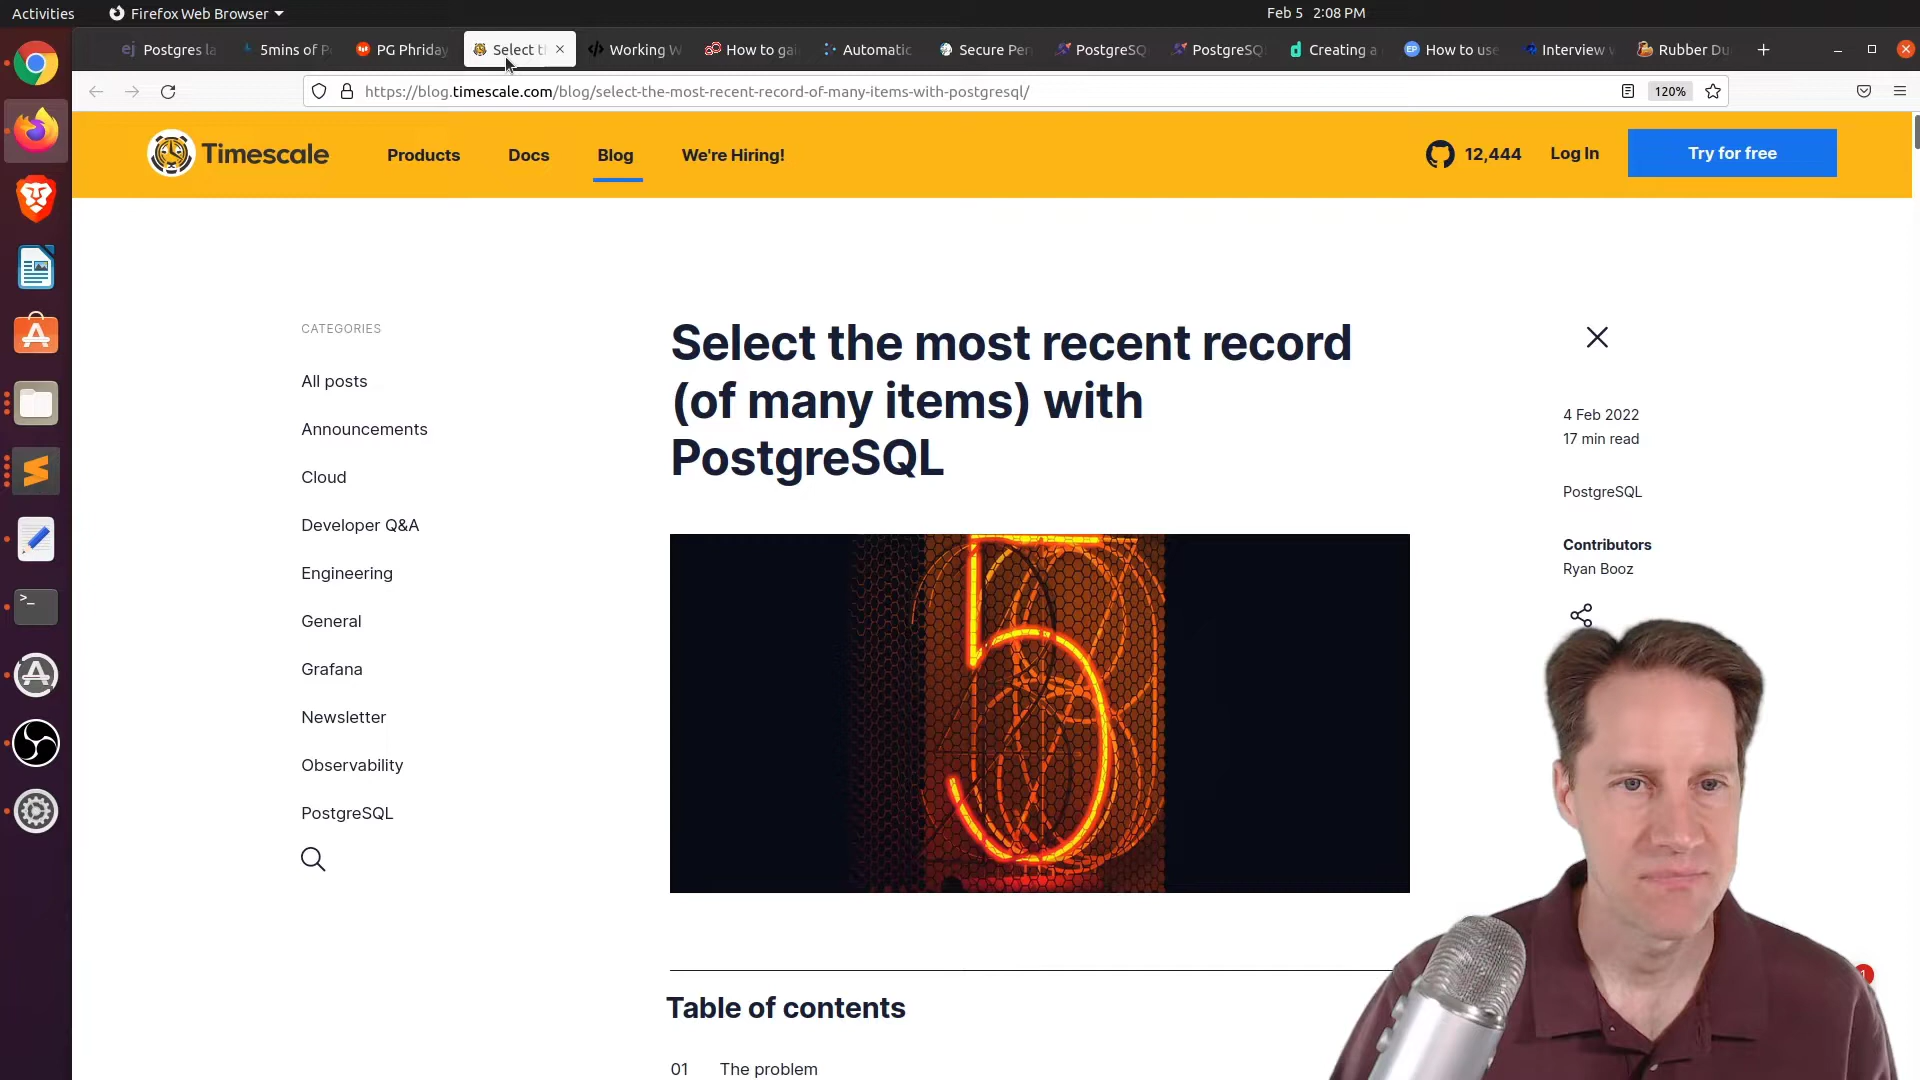 Activities
Firefox Web Browser
Feb 5 2:08 PM
Postgres la
5mins of P
PG Phriday
Select t
Working W
How to gai
Automatic
Secure Per
PostgreSQ
PostgreSQL
Creating a
How to use
Interview w
Rubber Du
https://blog.timescale.com/blog/select-the-most-recent-record-of-many-items-with-postgresql/
120%
Timescale
Products
Docs
Blog
We're Hiring!
12,444
Log In
Try for free
CATEGORIES
All posts
Announcements
Cloud
Developer Q&A
Engineering
General
Grafana
Newsletter
Observability
PostgreSQL
Select the most recent record
(of many items) with
PostgreSQL
4 Feb 2022
17 min read
PostgreSQL
Contributors
Ryan Booz
Table of contents
01 The problem